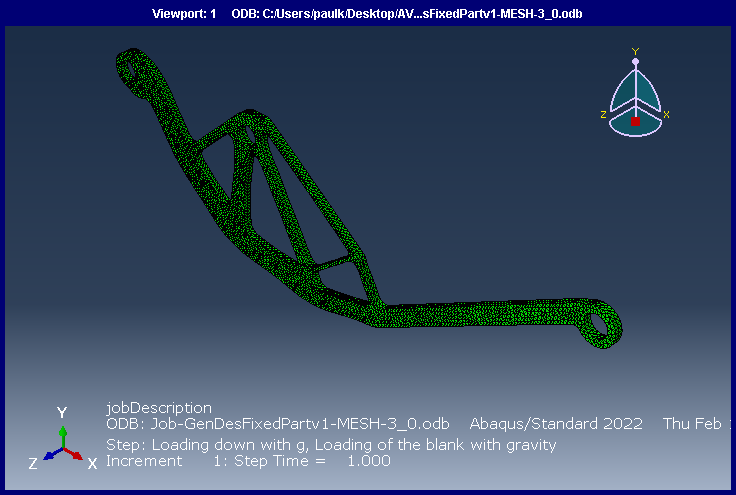 Viewport: 1 ODB: C:/Users/paulk/Desktop/AV...sFixedPartv1-MESH-3_0.odb
Y
Z X
jobDescription
Y
ODB: Job-GenDesFixedPartv1-MESH-3_0.odb Abaqus/Standard 2022 Thu Feb
Step: Loading down with g, Loading of the blank with gravity
Z X
Increment 1: Step Time = 1.000